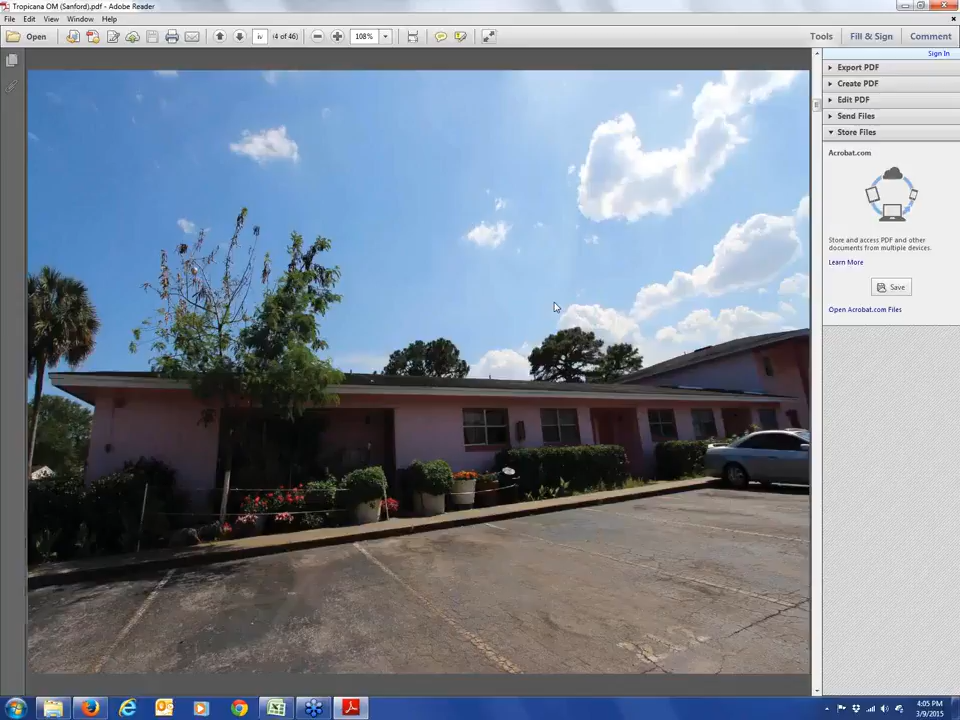 Tropicana OM (Sanford).pdf - Adobe Reader
File Edit View Window Help
Open iv (4 of 46) 108% Tools Fill & Sign Comment
Sign In
Export PDF
Create PDF
Edit PDF
Send Files
Store Files
Acrobat.com
Store and access PDF and other
documents from multiple devices.
Learn More
Save
Open Acrobat.com Files
4:05 PM
3/9/2015